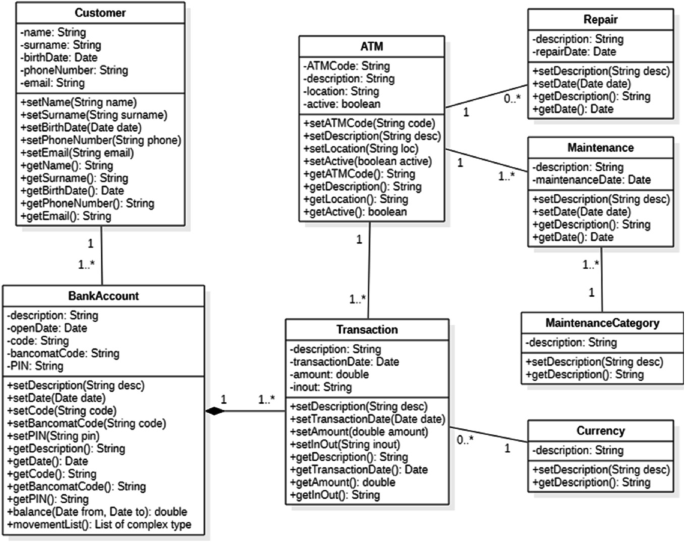 Customer
-name: String
-surname: String
-birthDate: Date
-phoneNumber: String
-email: String
+setName(String name)
+setSurname(String surname)
+setBirthDate(Date date)
+setPhoneNumber(String phone)
+setEmail(String email)
+getName(): String
+getSurname(): String
+getBirthDate(): Date
+getPhoneNumber(): String
+getEmail(): String
1
1..*
BankAccount
-description: String
-openDate: Date
-code: String
-bancomatCode: String
-PIN: String
+setDescription(String desc)
+setDate(Date date)
+setCode(String code)
+setBancomatCode(String code)
+setPIN(String pin)
+getDescription(): String
+getDate(): Date
+getCode(): String
+getBancomatCode(): String
+getPIN(): String
+balance(Date from, Date to): double
+movementList(): List of complex type
1
1..*
ATM
-ATMCode: String
-description: String
-location: String
-active: boolean
+setATMCode(String code)
+setDescription(String desc)
+setLocation(String loc)
+setActive(boolean active)
+getATMCode(): String
+getDescription(): String
+getLocation(): String
+getActive(): boolean
1
1..*
Transaction
-description: String
-transactionDate: Date
-amount: double
-inout: String
+setDescription(String desc)
+setTransactionDate(Date date)
+setAmount(double amount)
+setInOut(String inout)
+getDescription(): String
+getTransactionDate(): Date
+getAmount(): double
+getInOut(): String
1
0..*
Repair
-description: String
-repairDate: Date
+setDescription(String desc)
+setDate(Date date)
+getDescription(): String
+getDate(): Date
1
1..*
Maintenance
-description: String
-maintenanceDate: Date
+setDescription(String desc)
+setDate(Date date)
+getDescription(): String
+getDate(): Date
1..*
1
MaintenanceCategory
-description: String
+setDescription(String desc)
+getDescription(): String
0..*
1
Currency
-description: String
+setDescription(String desc)
+getDescription(): String